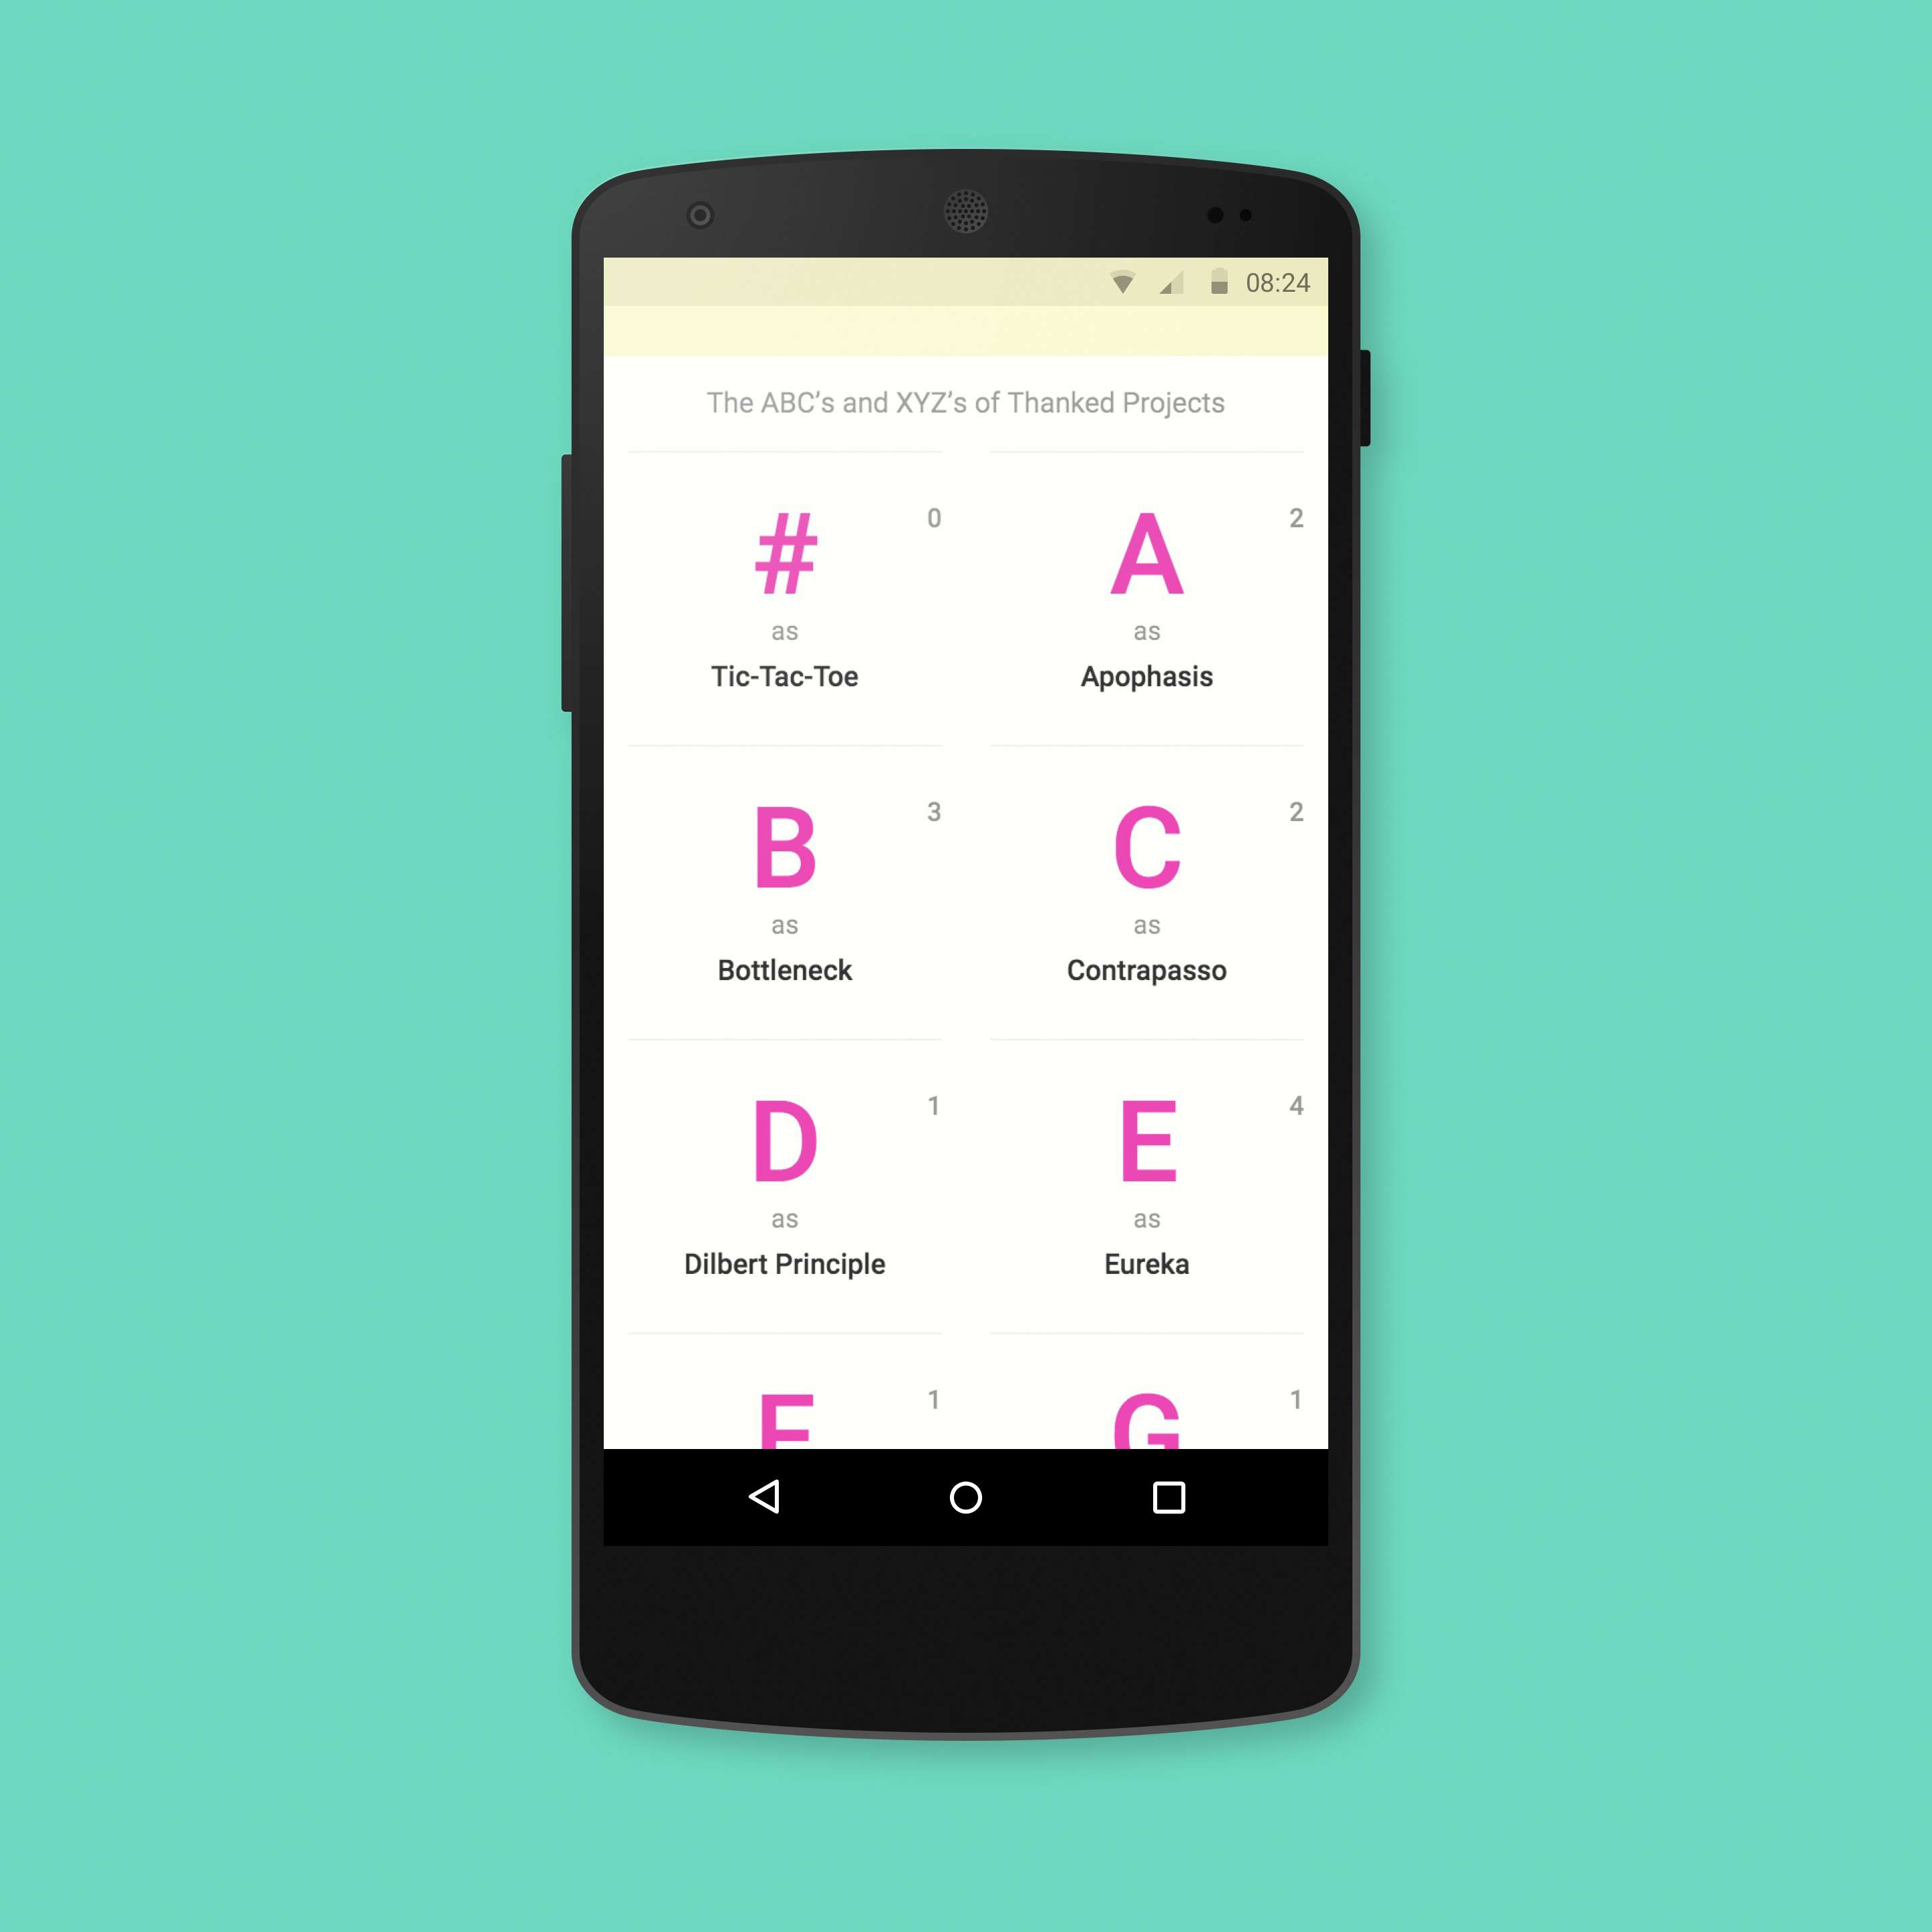 08:24
The ABC’s and XYZ’s of Thanked Projects
0
#
as
Tic-Tac-Toe
2
A
as
Apophasis
3
B
as
Bottleneck
2
C
as
Contrapasso
1
D
as
Dilbert Principle
4
E
as
Eureka
1
F
1
G